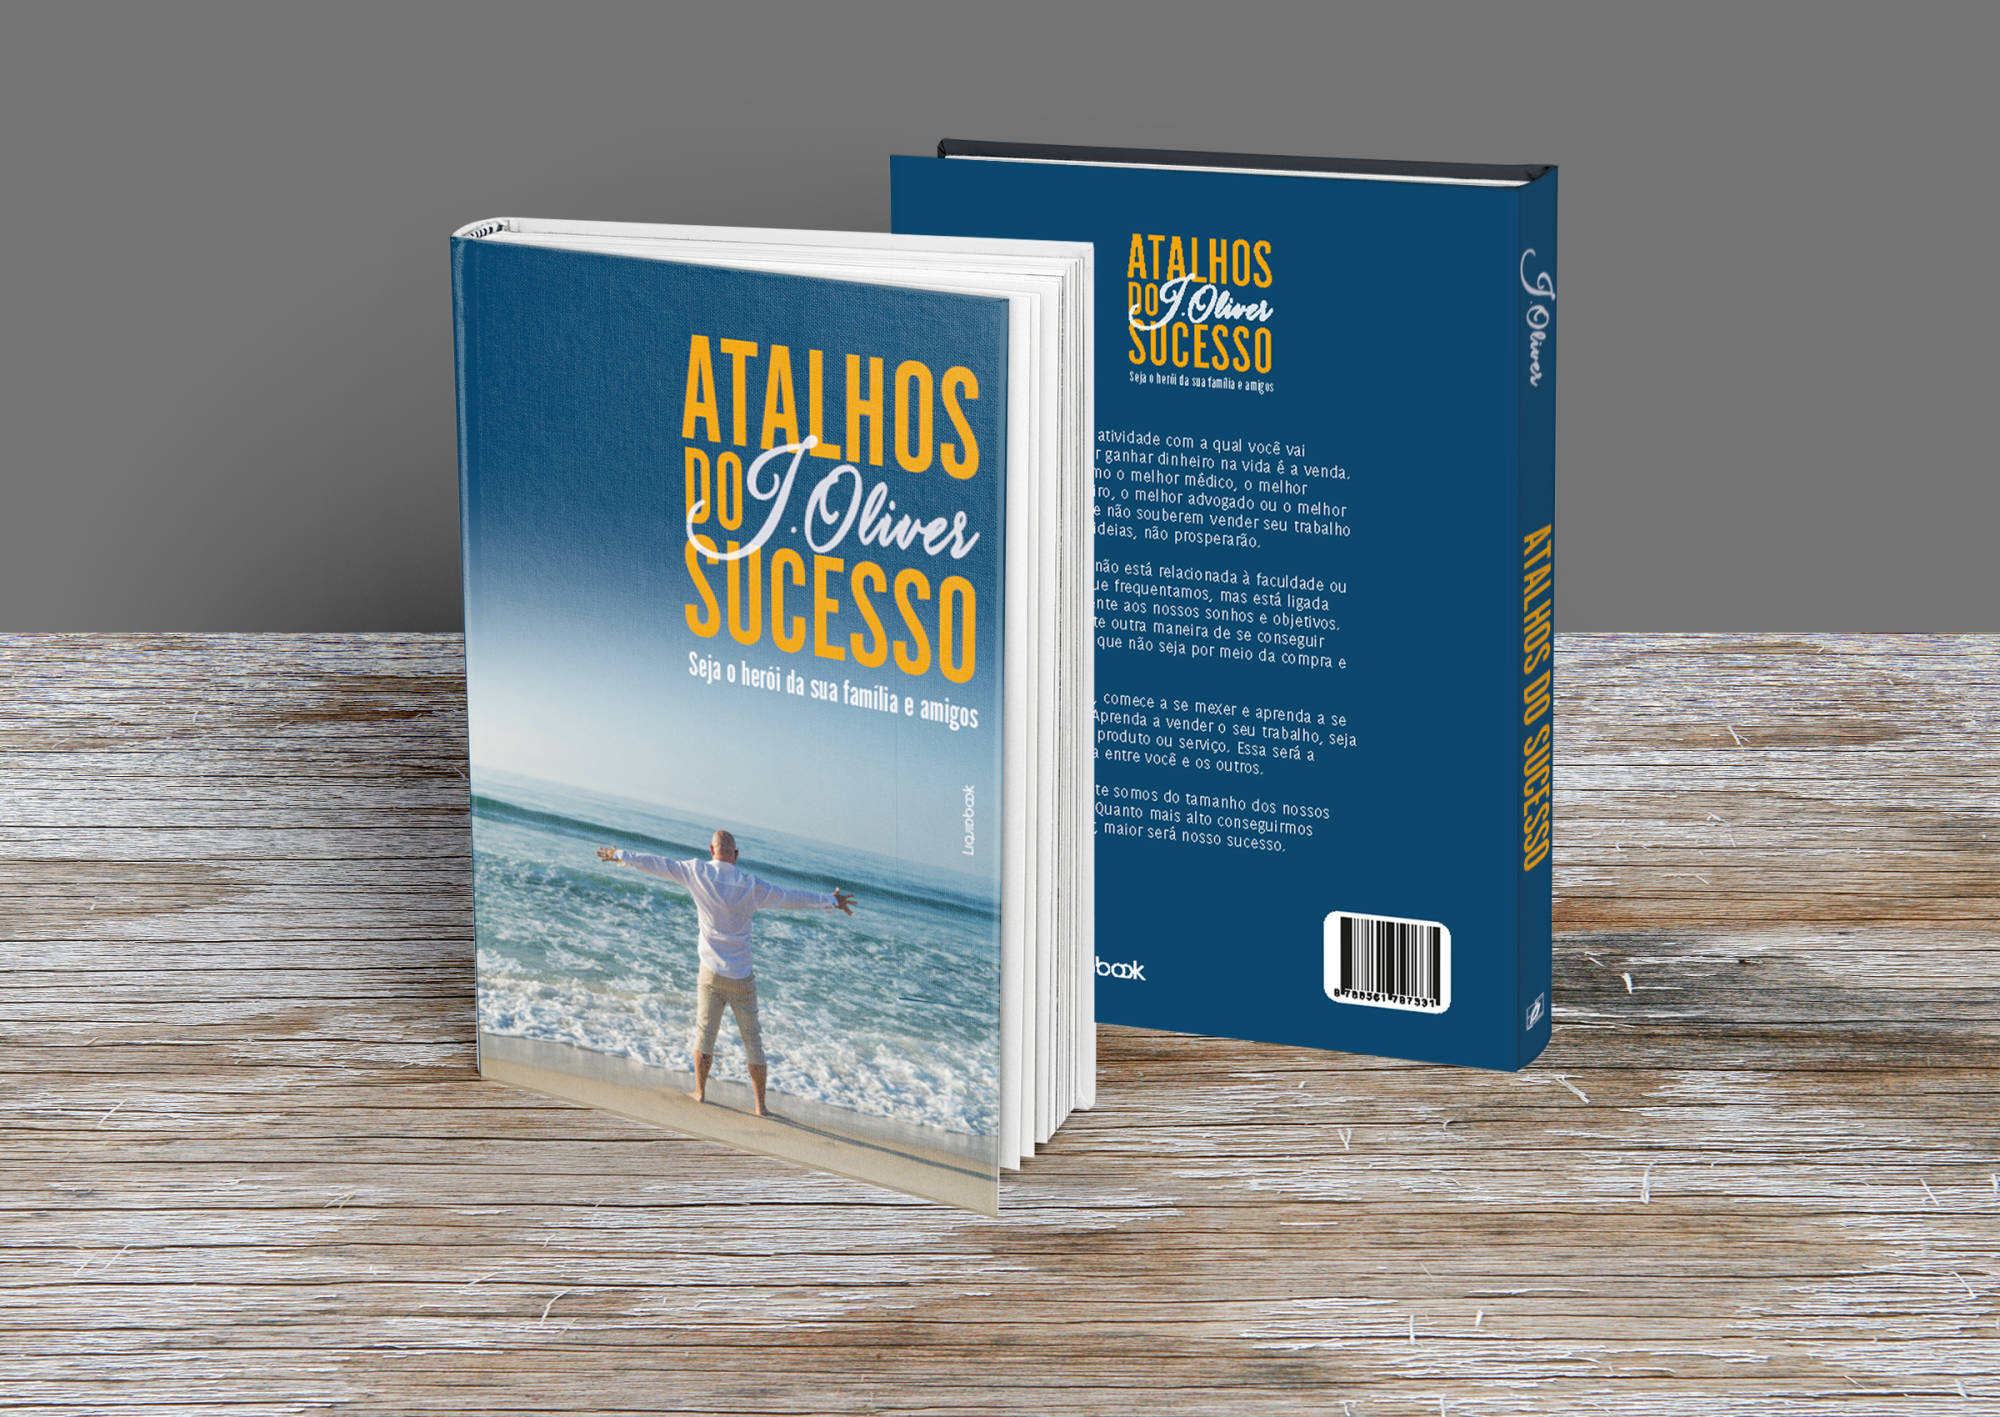 ATALHOS
DO J.Oliver
SUCESSO
Seja o herói da sua família e amigos
Liquidbook
ATALHOS
DO J.Oliver
SUCESSO
Seja o herói da sua família e amigos
atividade com a qual você vai
r ganhar dinheiro na vida é a venda.
mo o melhor médico, o melhor
iro, o melhor advogado ou o melhor
e não souberem vender seu trabalho
ideias, não prosperarão.
não está relacionada à faculdade ou
ue frequentamos, mas está ligada
nte aos nossos sonhos e objetivos.
te outra maneira de se conseguir
que não seja por meio da compra e
, comece a se mexer e aprenda a se
Aprenda a vender o seu trabalho, seja
produto ou serviço. Essa será a
a entre você e os outros.
te somos do tamanho dos nossos
Quanto mais alto conseguirmos
, maior será nosso sucesso.
book
J.Oliver
ATALHOS DO SUCESSO